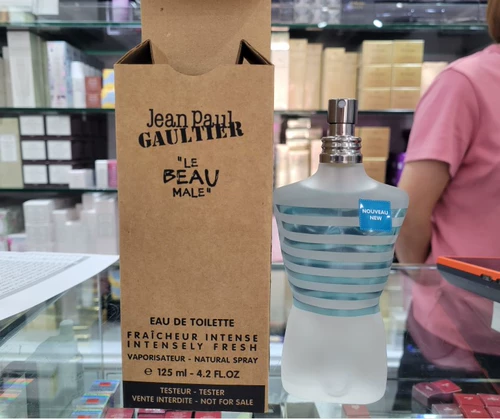 Jean Paul
GAULTIER
"LE
BEAU
MALE"
EAU DE TOILETTE
FRAÎCHEUR INTENSE
INTENSELY FRESH
VAPORISATEUR - NATURAL SPRAY
℮ 125 ml - 4.2 FL.OZ
TESTEUR - TESTER
VENTE INTERDITE - NOT FOR SALE
NOUVEAU
NEW